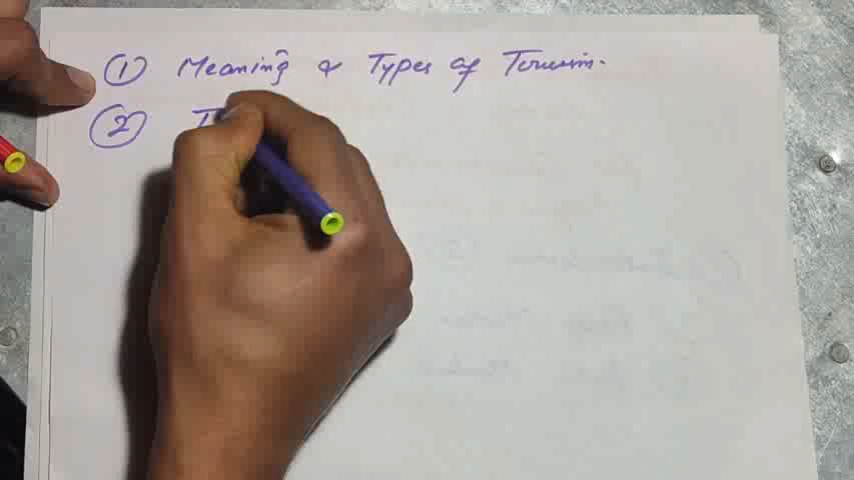 ① Meaning & Types of Tourism.
②